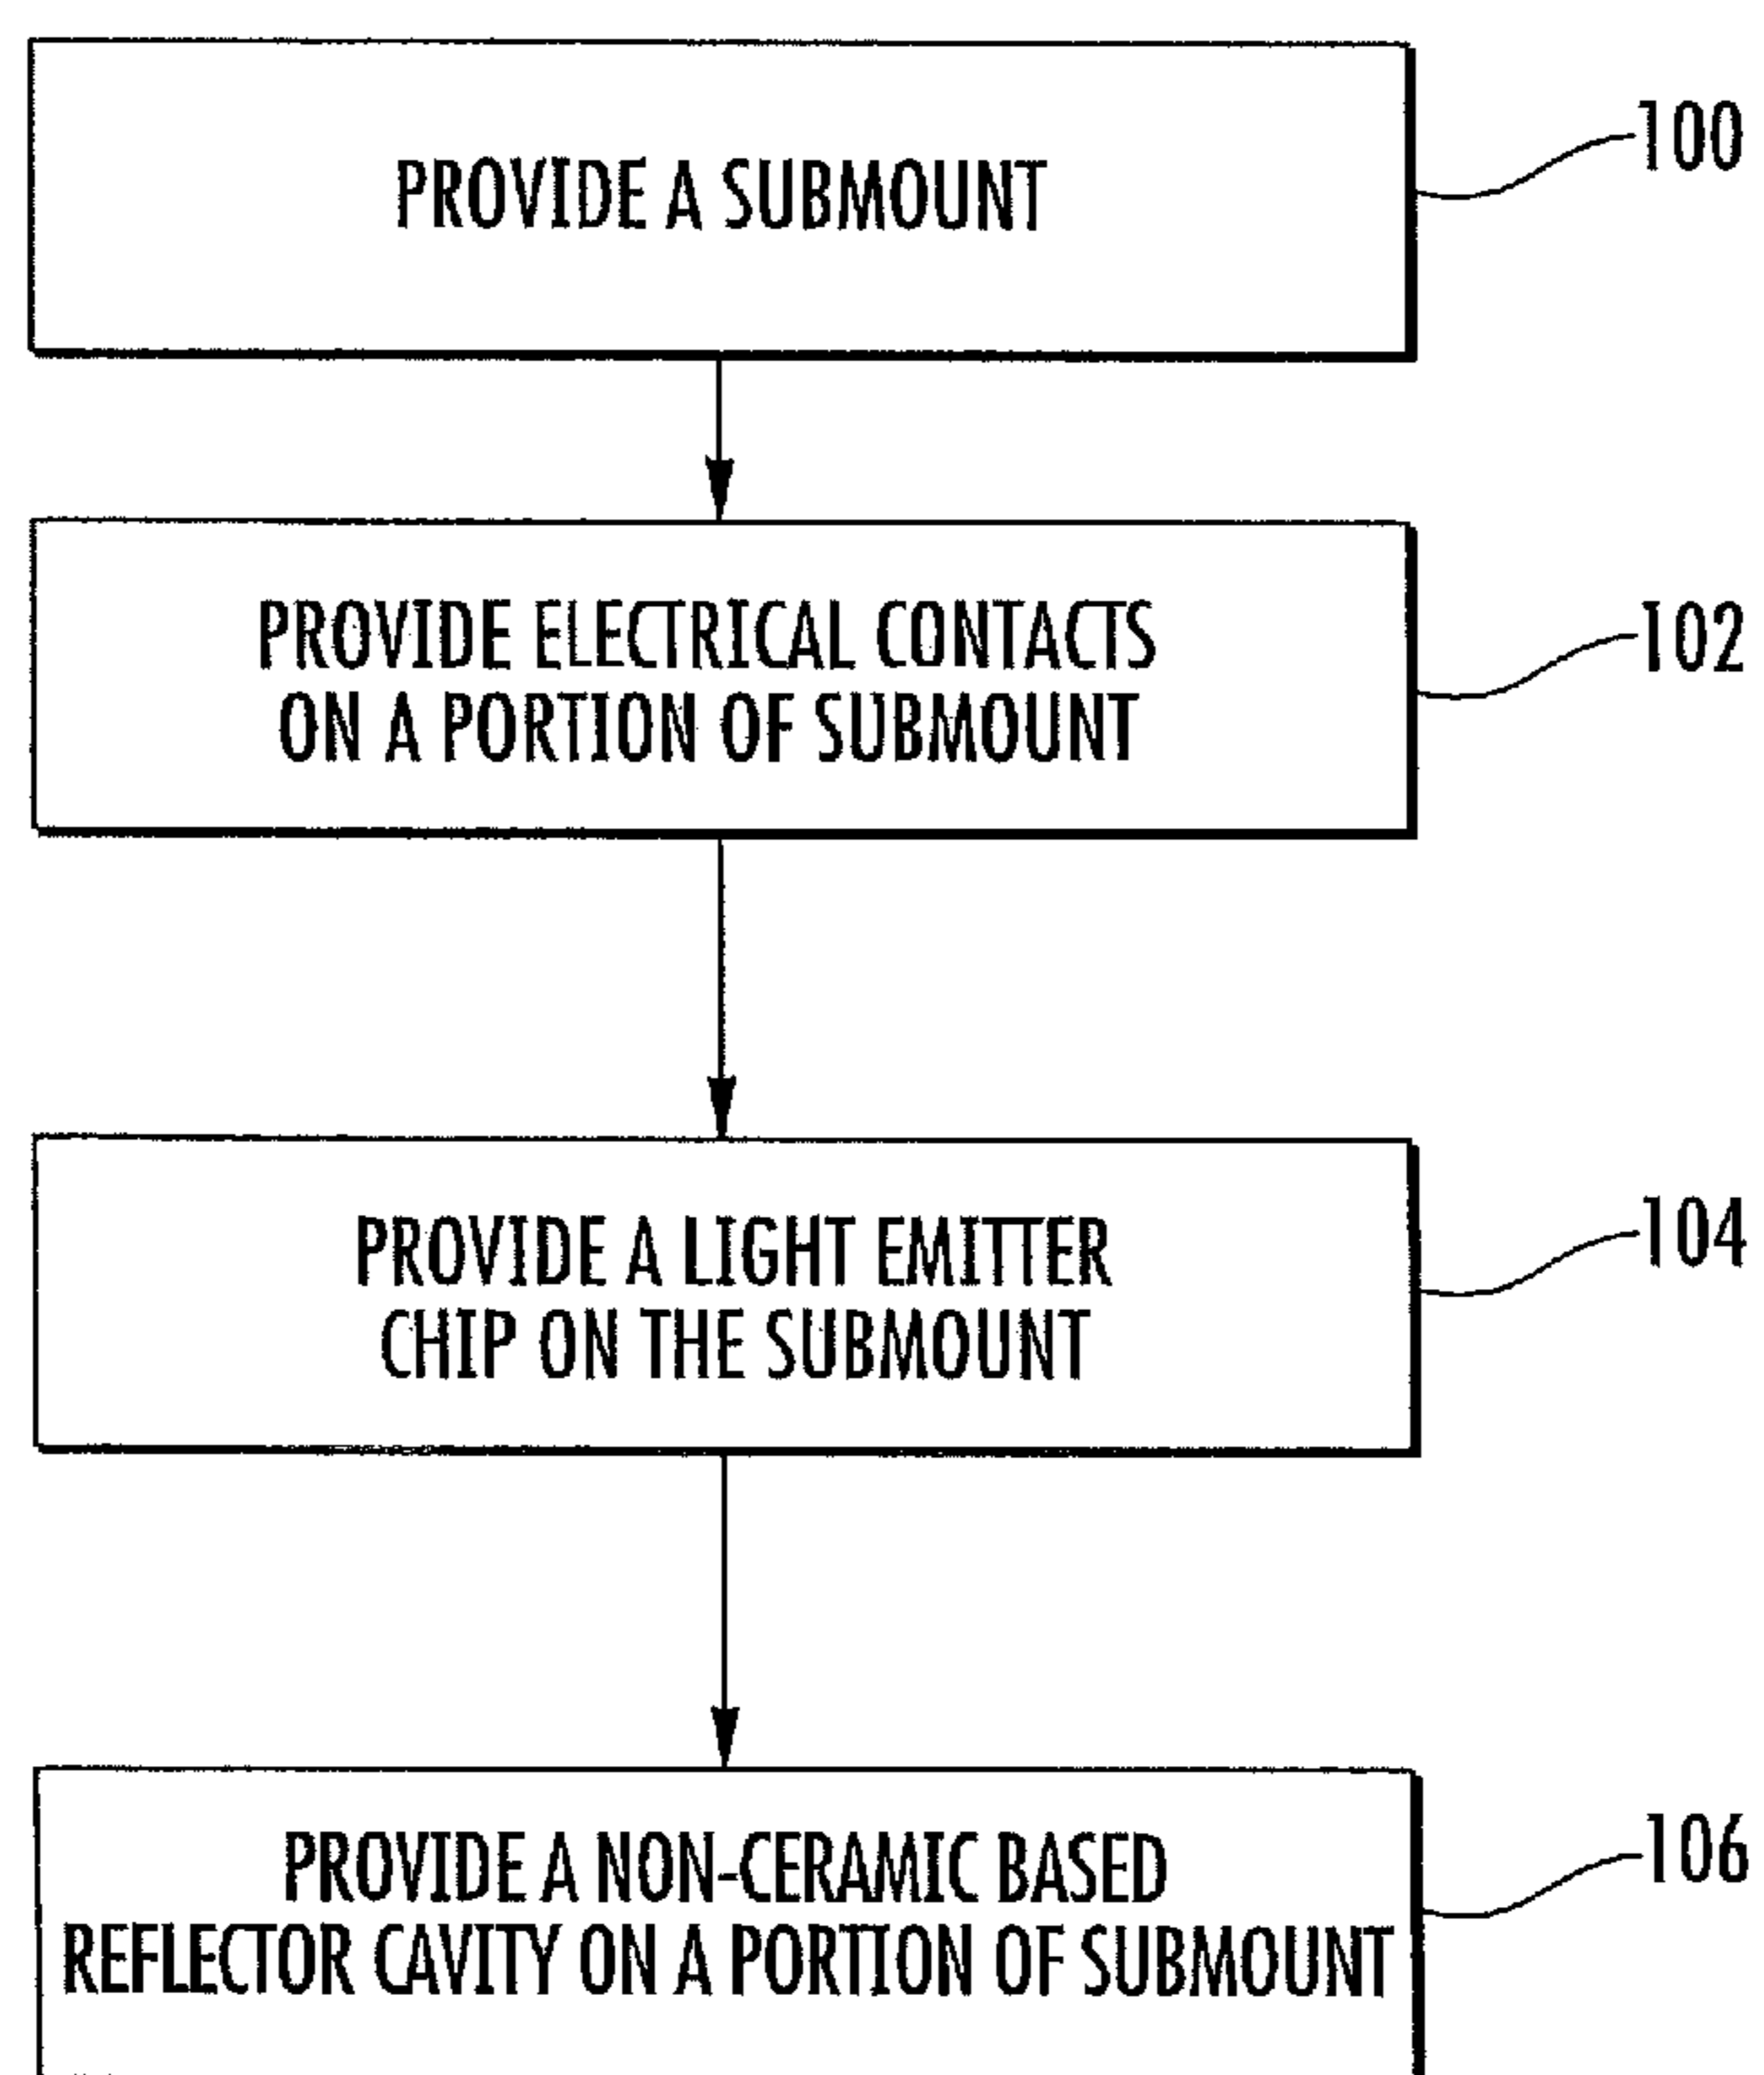 PROVIDE A SUBMOUNT
100
PROVIDE ELECTRICAL CONTACTS
ON A PORTION OF SUBMOUNT
102
PROVIDE A LIGHT EMITTER
CHIP ON THE SUBMOUNT
104
PROVIDE A NON-CERAMIC BASED
REFLECTOR CAVITY ON A PORTION OF SUBMOUNT
106